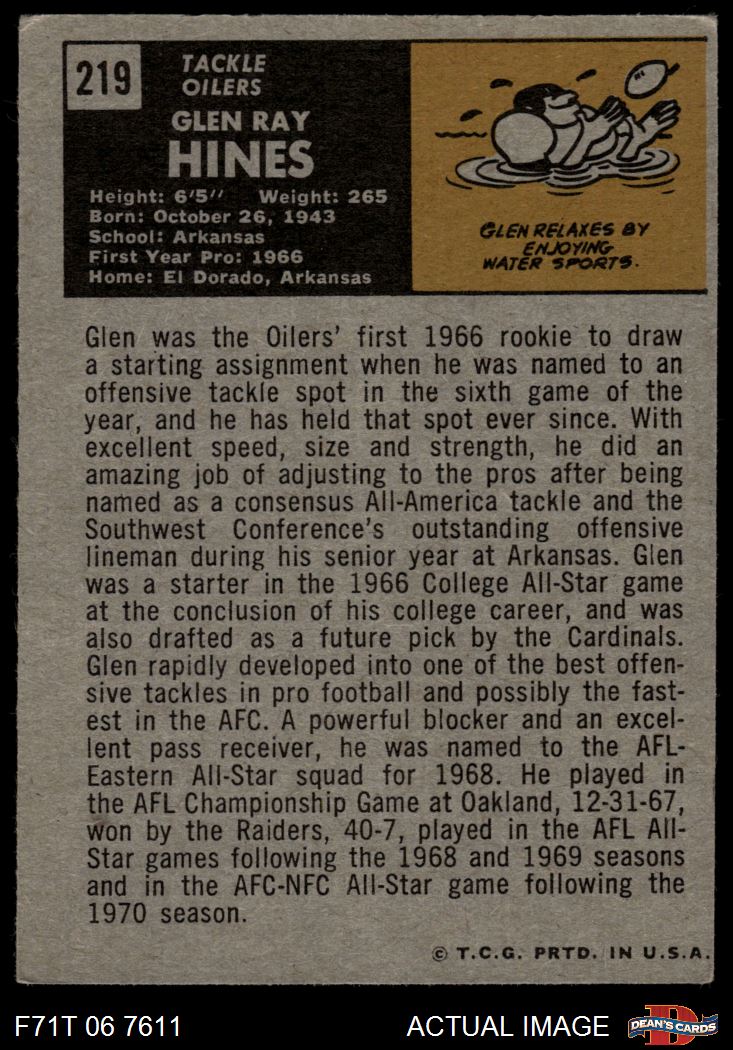 219
TACKLE
OILERS
GLEN RAY
HINES
Height: 6'5" Weight: 265
Born: October 26, 1943
School: Arkansas
First Year Pro: 1966
Home: El Dorado, Arkansas
GLEN RELAXES BY
ENJOYING
WATER SPORTS.
Glen was the Oilers' first 1966 rookie to draw
a starting assignment when he was named to an
offensive tackle spot in the sixth game of the
year, and he has held that spot ever since. With
excellent speed, size and strength, he did an
amazing job of adjusting to the pros after being
named as a consensus All-America tackle and the
Southwest Conference's outstanding offensive
lineman during his senior year at Arkansas. Glen
was a starter in the 1966 College All-Star game
at the conclusion of his college career, and was
also drafted as a future pick by the Cardinals.
Glen rapidly developed into one of the best offen-
sive tackles in pro football and possibly the fast-
est in the AFC. A powerful blocker and an excel-
lent pass receiver, he was named to the AFL-
Eastern All-Star squad for 1968. He played in
the AFL Championship Game at Oakland, 12-31-67,
won by the Raiders, 40-7, played in the AFL All-
Star games following the 1968 and 1969 seasons
and in the AFC-NFC All-Star game following the
1970 season.
© T.C.G. PRTD. IN U.S.A.
F71T 06 7611 ACTUAL IMAGE DEAN'S CARDS